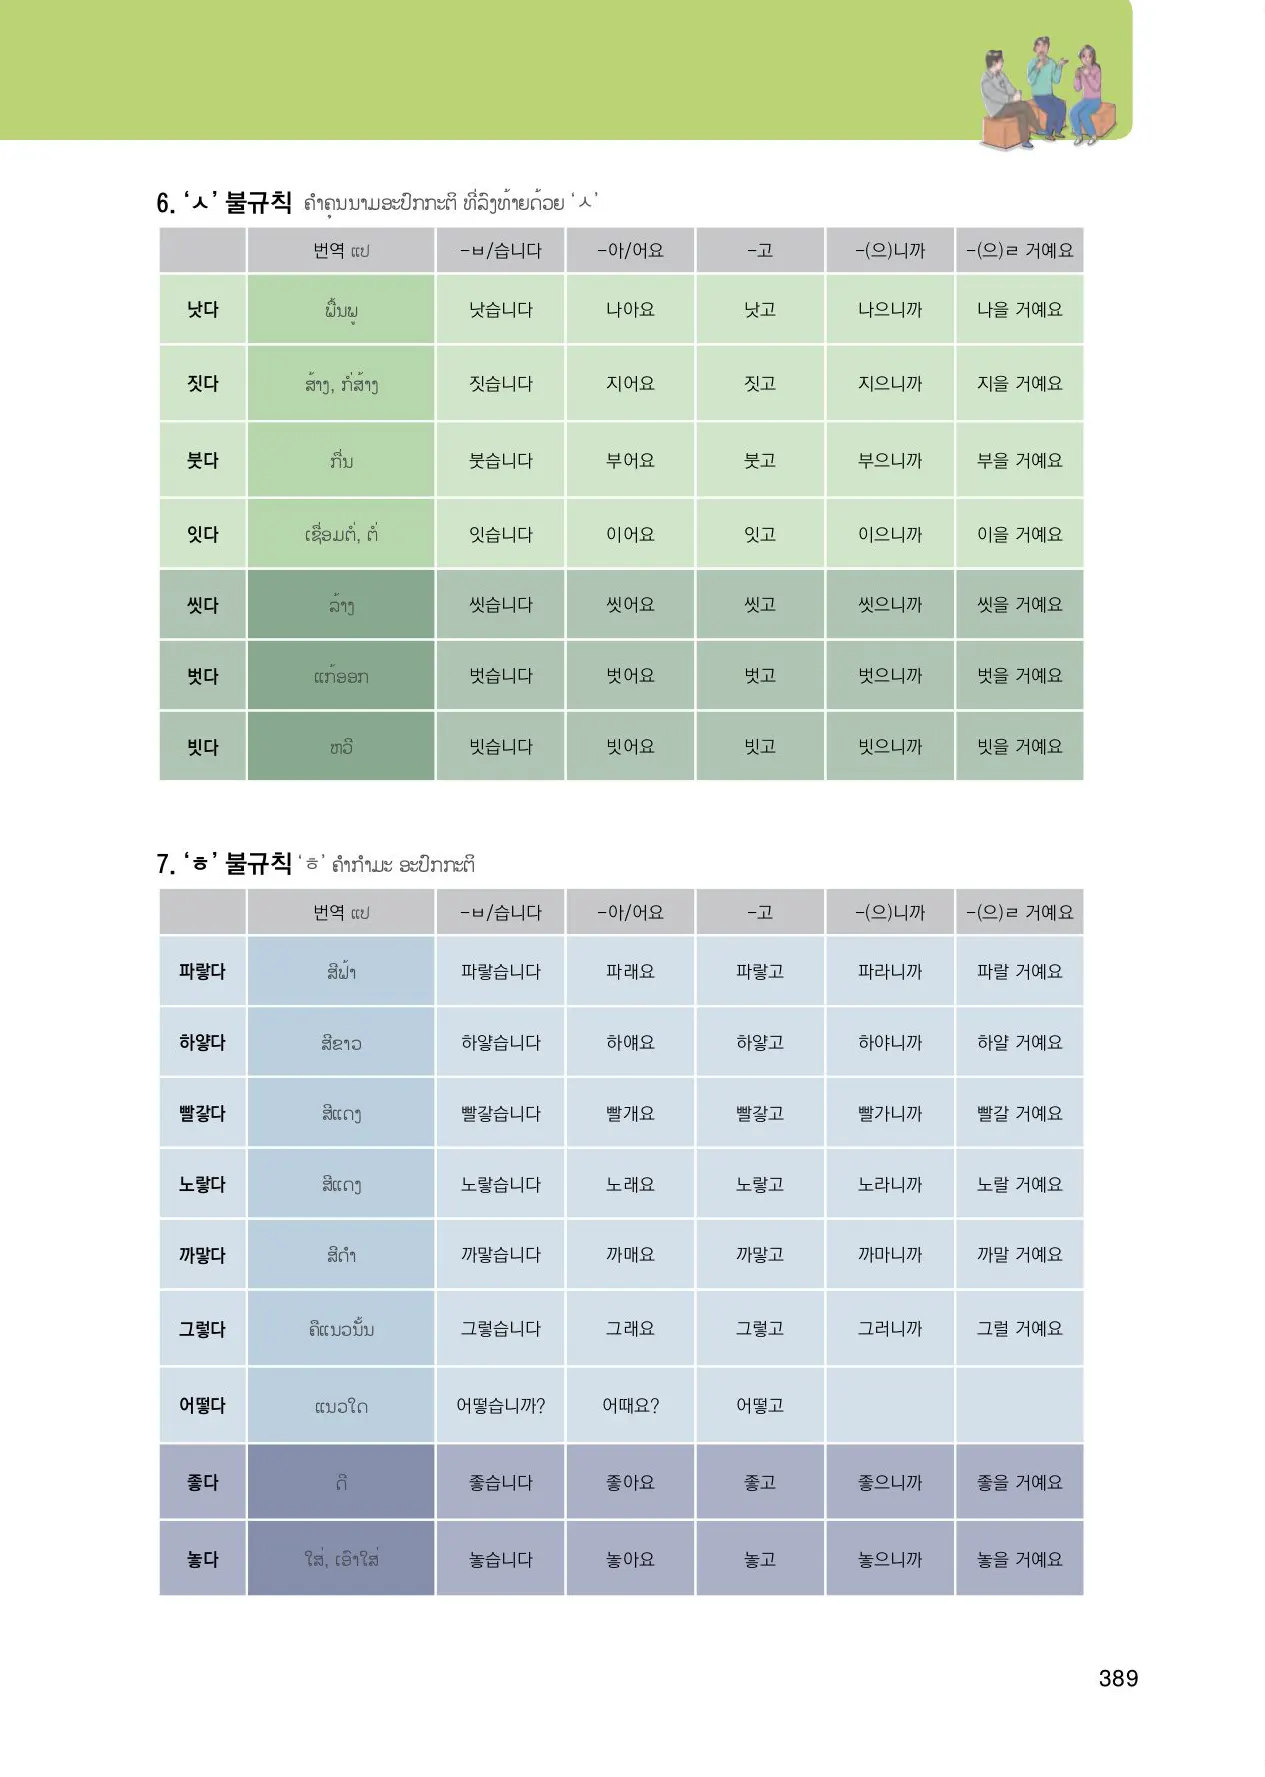 6. ‘ㅅ’ 불규칙 ຄຳຄຸນນາມອະປົກກະຕິ ທີ່ລົງທ້າຍດ້ວຍ ‘ㅅ’
번역 ແປ -ㅂ/습니다 -아/어요 -고 -(으)니까 -(으)ㄹ 거예요
낫다 ຟື້ນຟູ 낫습니다 나아요 낫고 나으니까 나을 거예요
짓다 ສ້າງ, ກໍ່ສ້າງ 짓습니다 지어요 짓고 지으니까 지을 거예요
붓다 ກື່ນ 붓습니다 부어요 붓고 부으니까 부을 거예요
잇다 ເຊື່ອມຕໍ່, ຕໍ່ 잇습니다 이어요 잇고 이으니까 이을 거예요
씻다 ລ້າງ 씻습니다 씻어요 씻고 씻으니까 씻을 거예요
벗다 ແກ້ອອກ 벗습니다 벗어요 벗고 벗으니까 벗을 거예요
빗다 ຫວີ 빗습니다 빗어요 빗고 빗으니까 빗을 거예요
7. ‘ㅎ’ 불규칙 ‘ㅎ’ ຄຳກຳມະ ອະປົກກະຕິ
번역 ແປ -ㅂ/습니다 -아/어요 -고 -(으)니까 -(으)ㄹ 거예요
파랗다 ສີຟ້າ 파랗습니다 파래요 파랗고 파라니까 파랄 거예요
하얗다 ສີຂາວ 하얗습니다 하얘요 하얗고 하야니까 하얄 거예요
빨갛다 ສີແດງ 빨갛습니다 빨개요 빨갛고 빨가니까 빨갈 거예요
노랗다 ສີແດງ 노랗습니다 노래요 노랗고 노라니까 노랄 거예요
까맣다 ສີດຳ 까맣습니다 까매요 까맣고 까마니까 까말 거예요
그렇다 ຄືແນວນັ້ນ 그렇습니다 그래요 그렇고 그러니까 그럴 거예요
어떻다 ແນວໃດ 어떻습니까? 어때요? 어떻고
좋다 ດີ 좋습니다 좋아요 좋고 좋으니까 좋을 거예요
놓다 ໃສ່, ເອົາໃສ່ 놓습니다 놓아요 놓고 놓으니까 놓을 거예요
389